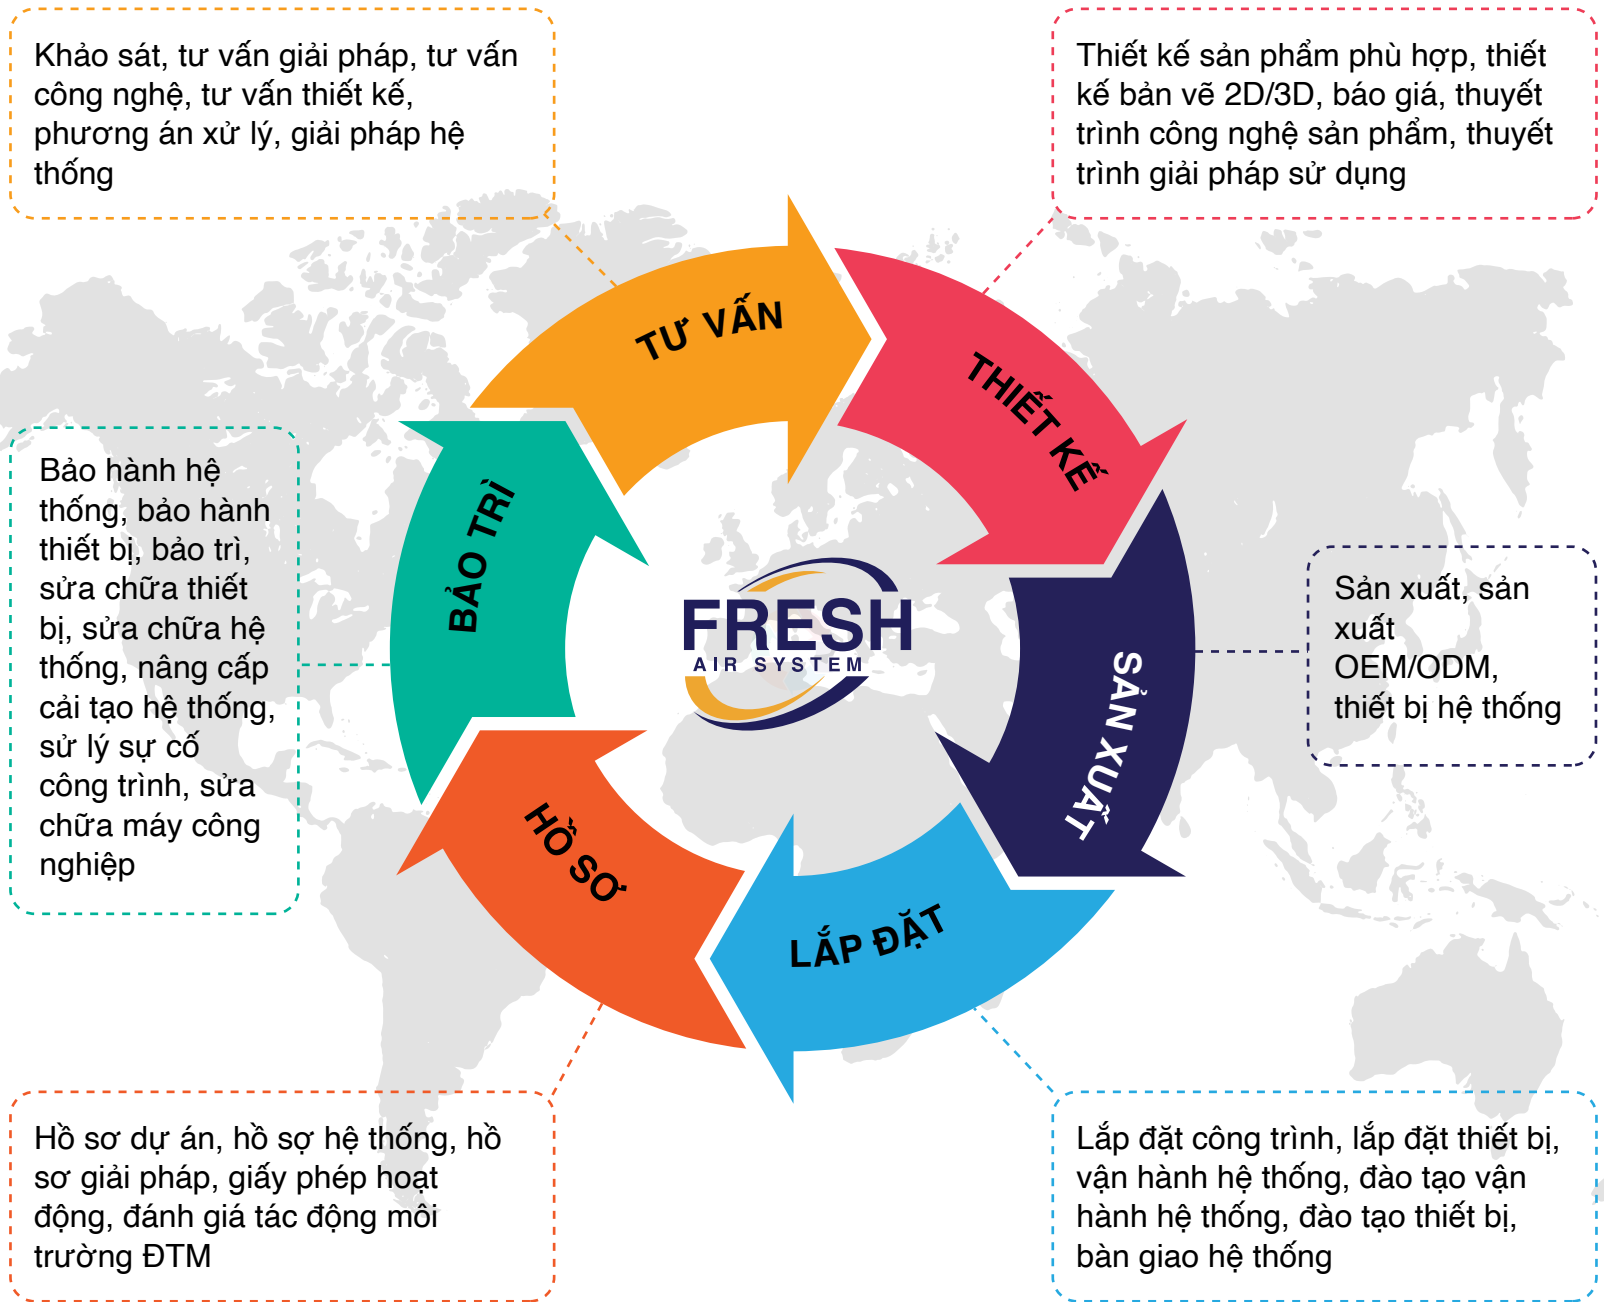 Khảo sát, tư vấn giải pháp, tư vấn
công nghệ, tư vấn thiết kế,
phương án xử lý, giải pháp hệ
thống
Thiết kế sản phẩm phù hợp, thiết
kế bản vẽ 2D/3D, báo giá, thuyết
trình công nghệ sản phẩm, thuyết
trình giải pháp sử dụng
TƯ VẤN
THIẾT KẾ
SẢN XUẤT
LẮP ĐẶT
HỒ SƠ
BẢO TRÌ
FRESH
AIR SYSTEM
Bảo hành hệ
thống, bảo hành
thiết bị, bảo trì,
sửa chữa thiết
bị, sửa chữa hệ
thống, nâng cấp
cải tạo hệ thống,
sử lý sự cố
công trình, sửa
chữa máy công
nghiệp
Sản xuất, sản
xuất
OEM/ODM,
thiết bị hệ thống
Hồ sơ dự án, hồ sợ hệ thống, hồ
sơ giải pháp, giấy phép hoạt
động, đánh giá tác động môi
trường ĐTM
Lắp đặt công trình, lắp đặt thiết bị,
vận hành hệ thống, đào tạo vận
hành hệ thống, đào tạo thiết bị,
bàn giao hệ thống